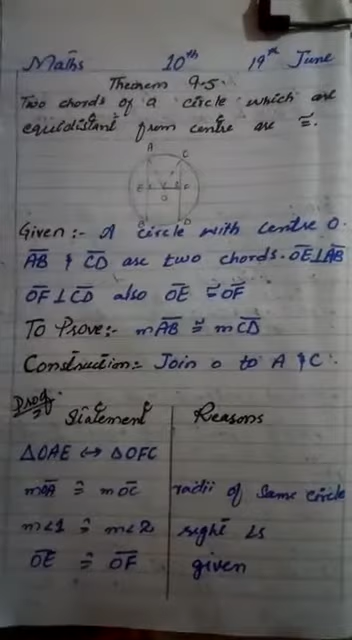 Maths 10th 19th June
Theorem 9.5.
Two chords of a circle which are
equidistant from centre are ≅.
A
C
E
O
D
Given :- A circle with centre O.
AB & CD are two chords. OE⊥AB
OF⊥CD also OE ≅ OF
To Prove:- mAB ≅ mCD
Construction:- Join O to A & C.
Proof:-
Statement Reasons
△OAE ↔ △OFC
mOA ≅ mOC radii of same circle
m∠1 ≅ m∠2 right ∠s
OE ≅ OF given